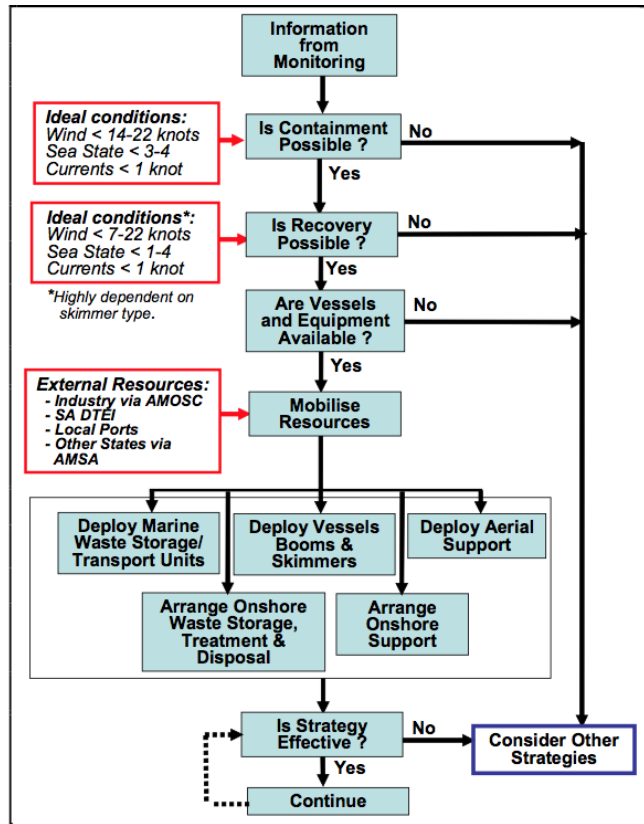 Information
from
Monitoring
Ideal conditions:
Wind < 14-22 knots
Sea State < 3-4
Currents < 1 knot
Is Containment
Possible ?
No
Yes
Ideal conditions*:
Wind < 7-22 knots
Sea State < 1-4
Currents < 1 knot
*Highly dependent on
skimmer type.
Is Recovery
Possible ?
No
Yes
Are Vessels
and Equipment
Available ?
No
Yes
External Resources:
- Industry via AMOSC
- SA DTEI
- Local Ports
- Other States via
AMSA
Mobilise
Resources
Deploy Marine
Waste Storage/
Transport Units
Deploy Vessels
Booms &
Skimmers
Deploy Aerial
Support
Arrange Onshore
Waste Storage,
Treatment &
Disposal
Arrange
Onshore
Support
Is Strategy
Effective ?
No
Consider Other
Strategies
Yes
Continue